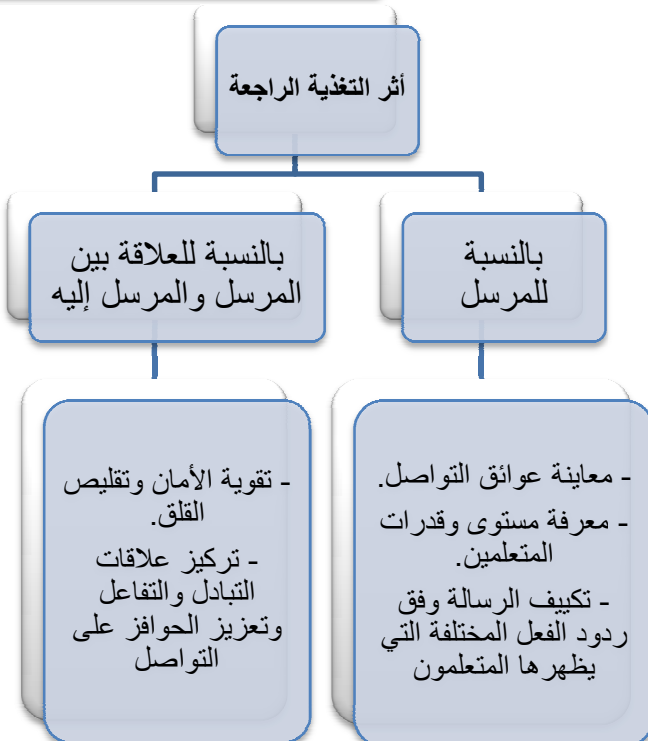 أثر التغذية الراجعة
بالنسبة
للمرسل
بالنسبة للعلاقة بين
المرسل والمرسل إليه
- معاينة عوائق التواصل.
- معرفة مستوى وقدرات
المتعلمين.
- تكييف الرسالة وفق
ردود الفعل المختلفة التي
يظهرها المتعلمون
- تقوية الأمان وتقليص
القلق.
- تركيز علاقات
التبادل والتفاعل
وتعزيز الحوافز على
التواصل